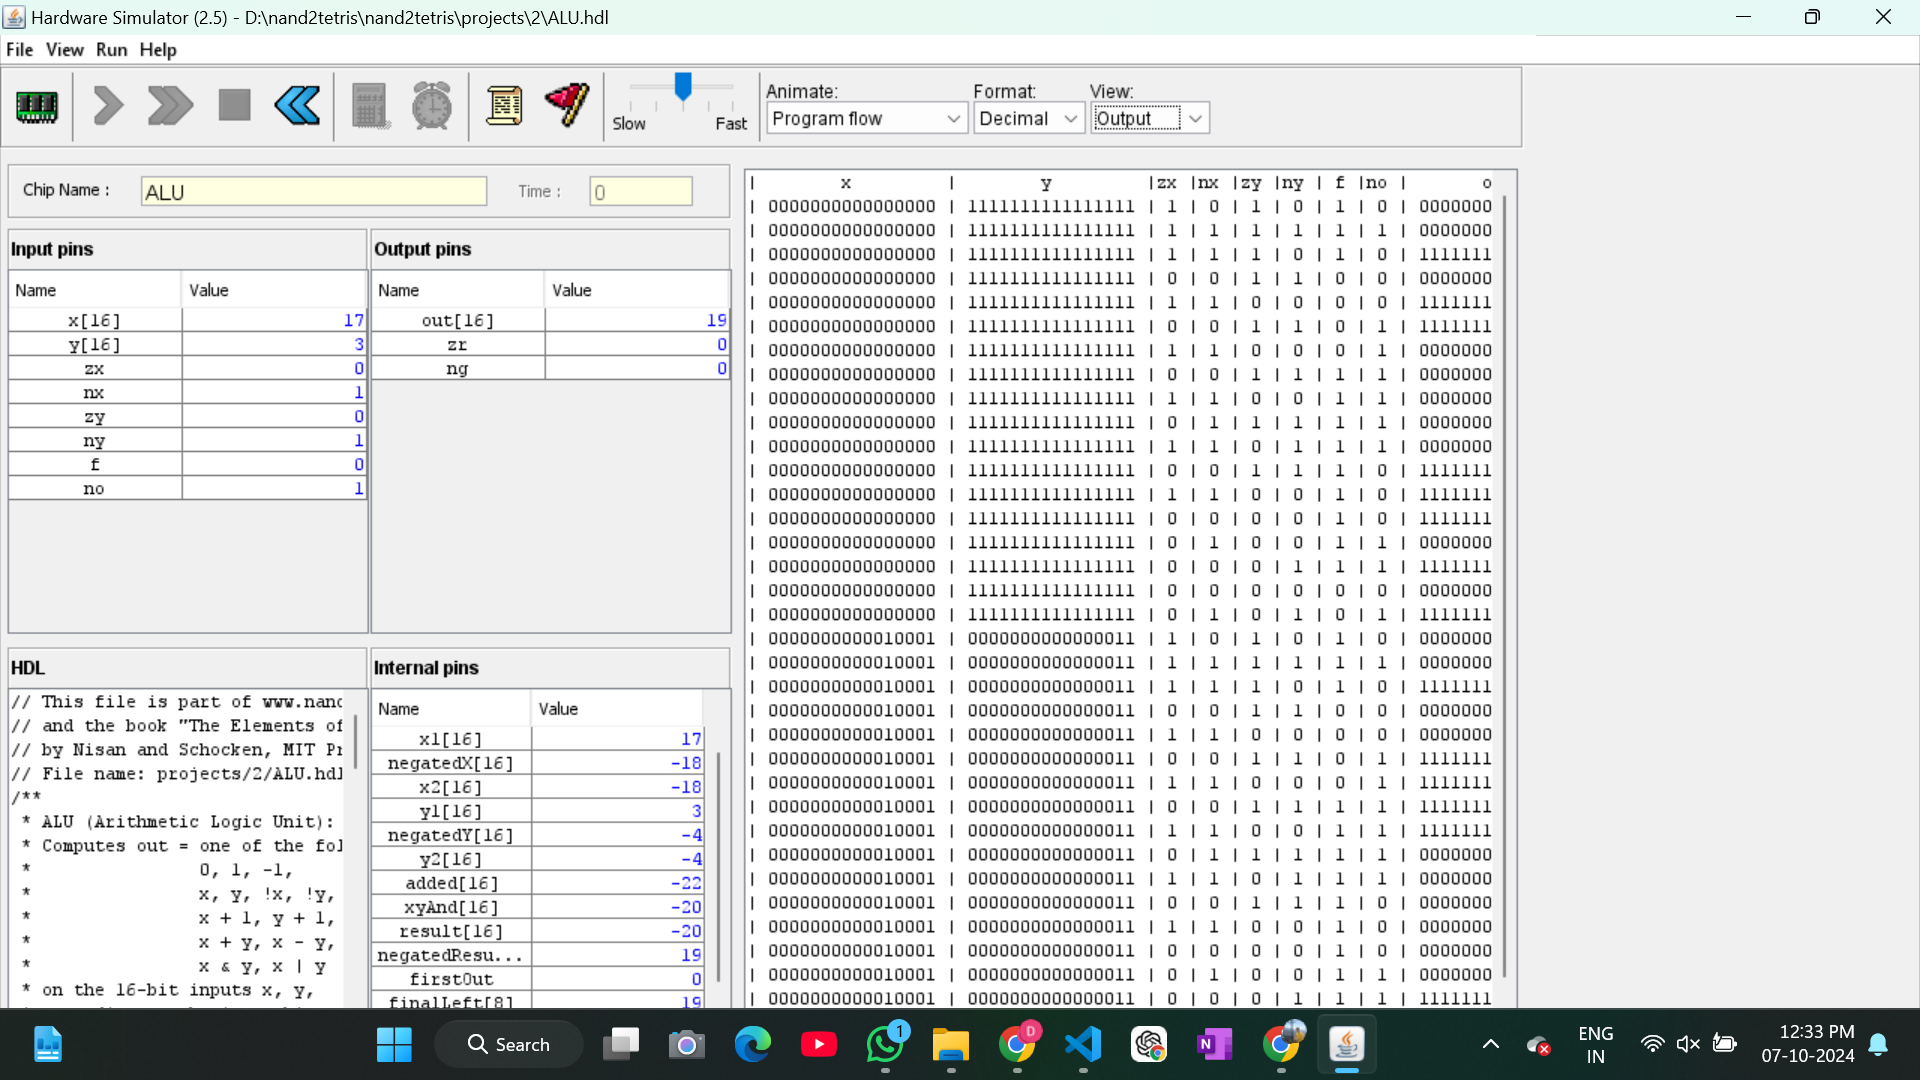 Hardware Simulator (2.5) - D:\nand2tetris\nand2tetris\projects\2\ALU.hdl
File View Run Help
Slow Fast
Animate: Format: View:
Program flow Decimal Output
Chip Name : ALU Time : 0
Input pins
Name Value
x[16] 17
y[16] 3
zx 0
nx 1
zy 0
ny 1
f 0
no 1
Output pins
Name Value
out[16] 19
zr 0
ng 0
HDL
// This file is part of www.nanc
// and the book "The Elements of
// by Nisan and Schocken, MIT Pr
// File name: projects/2/ALU.hdl
/**
* ALU (Arithmetic Logic Unit):
* Computes out = one of the fol
* 0, 1, -1,
* x, y, !x, !y,
* x + 1, y + 1,
* x + y, x - y,
* x & y, x | y
* on the 16-bit inputs x, y,
Internal pins
Name Value
x1[16] 17
negatedX[16] -18
x2[16] -18
y1[16] 3
negatedY[16] -4
y2[16] -4
added[16] -22
xyAnd[16] -20
result[16] -20
negatedResu... 19
firstOut 0
finalLeft[8] 19
| x | y |zx |nx |zy |ny | f |no | o
| 0000000000000000 | 1111111111111111 | 1 | 0 | 1 | 0 | 1 | 0 | 0000000
| 0000000000000000 | 1111111111111111 | 1 | 1 | 1 | 1 | 1 | 1 | 0000000
| 0000000000000000 | 1111111111111111 | 1 | 1 | 1 | 0 | 1 | 0 | 1111111
| 0000000000000000 | 1111111111111111 | 0 | 0 | 1 | 1 | 0 | 0 | 0000000
| 0000000000000000 | 1111111111111111 | 1 | 1 | 0 | 0 | 0 | 0 | 1111111
| 0000000000000000 | 1111111111111111 | 0 | 0 | 1 | 1 | 0 | 1 | 1111111
| 0000000000000000 | 1111111111111111 | 1 | 1 | 0 | 0 | 0 | 1 | 0000000
| 0000000000000000 | 1111111111111111 | 0 | 0 | 1 | 1 | 1 | 1 | 0000000
| 0000000000000000 | 1111111111111111 | 1 | 1 | 0 | 0 | 1 | 1 | 0000000
| 0000000000000000 | 1111111111111111 | 0 | 1 | 1 | 1 | 1 | 1 | 0000000
| 0000000000000000 | 1111111111111111 | 1 | 1 | 0 | 1 | 1 | 1 | 0000000
| 0000000000000000 | 1111111111111111 | 0 | 0 | 1 | 1 | 1 | 0 | 1111111
| 0000000000000000 | 1111111111111111 | 1 | 1 | 0 | 0 | 1 | 0 | 1111111
| 0000000000000000 | 1111111111111111 | 0 | 0 | 0 | 0 | 1 | 0 | 1111111
| 0000000000000000 | 1111111111111111 | 0 | 1 | 0 | 0 | 1 | 1 | 0000000
| 0000000000000000 | 1111111111111111 | 0 | 0 | 0 | 1 | 1 | 1 | 1111111
| 0000000000000000 | 1111111111111111 | 0 | 0 | 0 | 0 | 0 | 0 | 0000000
| 0000000000000000 | 1111111111111111 | 0 | 1 | 0 | 1 | 0 | 1 | 1111111
| 0000000000010001 | 0000000000000011 | 1 | 0 | 1 | 0 | 1 | 0 | 0000000
| 0000000000010001 | 0000000000000011 | 1 | 1 | 1 | 1 | 1 | 1 | 0000000
| 0000000000010001 | 0000000000000011 | 1 | 1 | 1 | 0 | 1 | 0 | 1111111
| 0000000000010001 | 0000000000000011 | 0 | 0 | 1 | 1 | 0 | 0 | 0000000
| 0000000000010001 | 0000000000000011 | 1 | 1 | 0 | 0 | 0 | 0 | 0000000
| 0000000000010001 | 0000000000000011 | 0 | 0 | 1 | 1 | 0 | 1 | 1111111
| 0000000000010001 | 0000000000000011 | 1 | 1 | 0 | 0 | 0 | 1 | 1111111
| 0000000000010001 | 0000000000000011 | 0 | 0 | 1 | 1 | 1 | 1 | 1111111
| 0000000000010001 | 0000000000000011 | 1 | 1 | 0 | 0 | 1 | 1 | 1111111
| 0000000000010001 | 0000000000000011 | 0 | 1 | 1 | 1 | 1 | 1 | 0000000
| 0000000000010001 | 0000000000000011 | 1 | 1 | 0 | 1 | 1 | 1 | 0000000
| 0000000000010001 | 0000000000000011 | 0 | 0 | 1 | 1 | 1 | 0 | 0000000
| 0000000000010001 | 0000000000000011 | 1 | 1 | 0 | 0 | 1 | 0 | 0000000
| 0000000000010001 | 0000000000000011 | 0 | 0 | 0 | 0 | 1 | 0 | 0000000
| 0000000000010001 | 0000000000000011 | 0 | 1 | 0 | 0 | 1 | 1 | 0000000
| 0000000000010001 | 0000000000000011 | 0 | 0 | 0 | 1 | 1 | 1 | 1111111
Search
1
D
N
ENG
IN
12:33 PM
07-10-2024